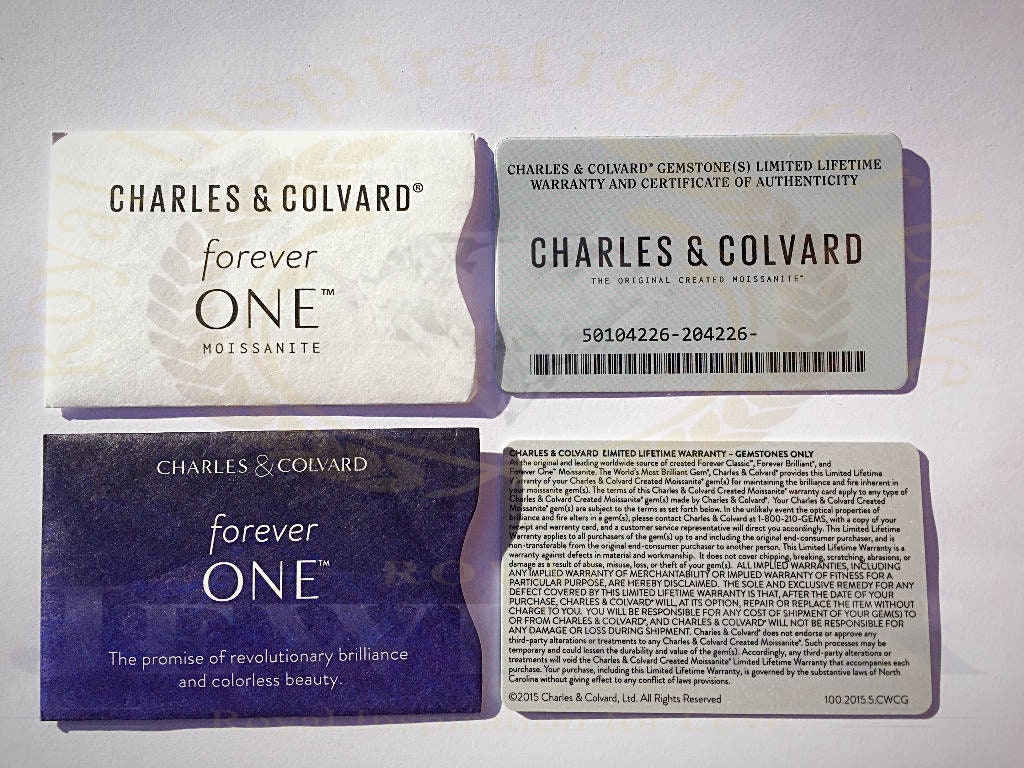 CHARLES & COLVARD®
forever
ONE™
MOISSANITE
CHARLES & COLVARD® GEMSTONE(S) LIMITED LIFETIME
WARRANTY AND CERTIFICATE OF AUTHENTICITY
CHARLES & COLVARD
THE ORIGINAL CREATED MOISSANITE™
50104226-204226-
CHARLES & COLVARD
forever
ONE™
The promise of revolutionary brilliance
and colorless beauty.
CHARLES & COLVARD LIMITED LIFETIME WARRANTY – GEMSTONES ONLY
As the original and leading worldwide source of created Forever Classic™, Forever Brilliant®, and
Forever One™ Moissanite, The World's Most Brilliant Gem®, Charles & Colvard® provides this Limited Lifetime
Warranty of your Charles & Colvard Created Moissanite® gem(s) for maintaining the brilliance and fire inherent in
your moissanite gem(s). The terms of this Charles & Colvard Created Moissanite® warranty card apply to any type of
Charles & Colvard Created Moissanite® gem(s) made by Charles & Colvard®. Your Charles & Colvard Created
Moissanite® gem(s) are subject to the terms as set forth below. In the unlikely event the optical properties of
brilliance and fire alters in a gem(s), please contact Charles & Colvard at 1-800-210-GEMS, with a copy of your
receipt and warranty card, and a customer service representative will direct you accordingly. This Limited Lifetime
Warranty applies to all purchasers of the gem(s) up to and including the original end-consumer purchaser, and is
non-transferable from the original end-consumer purchaser to another person. This Limited Lifetime Warranty is a
warranty against defects in material and workmanship. It does not cover chipping, breaking, scratching, abrasions, or
damage as a result of abuse, misuse, loss, or theft of your gem(s). ALL IMPLIED WARRANTIES, INCLUDING
ANY IMPLIED WARRANTY OF MERCHANTABILITY OR IMPLIED WARRANTY OF FITNESS FOR A
PARTICULAR PURPOSE, ARE HEREBY DISCLAIMED. THE SOLE AND EXCLUSIVE REMEDY FOR ANY
DEFECT COVERED BY THIS LIMITED LIFETIME WARRANTY IS THAT, AFTER THE DATE OF YOUR
PURCHASE, CHARLES & COLVARD® WILL, AT ITS OPTION, REPAIR OR REPLACE THE ITEM WITHOUT
CHARGE TO YOU. YOU WILL BE RESPONSIBLE FOR ANY COST OF SHIPMENT OF YOUR GEM(S) TO
OR FROM CHARLES & COLVARD®, AND CHARLES & COLVARD® WILL NOT BE RESPONSIBLE FOR
ANY DAMAGE OR LOSS DURING SHIPMENT. Charles & Colvard® does not endorse or approve any
third-party alterations or treatments to any Charles & Colvard Created Moissanite®. Such processes may be
temporary and could lessen the durability and value of the gem(s). Accordingly, any third-party alterations or
treatments will void the Charles & Colvard Created Moissanite® Limited Lifetime Warranty that accompanies each
purchase. Your purchase, including this Limited Lifetime Warranty, is governed by the substantive laws of North
Carolina without giving effect to any conflict of laws provisions.
©2015 Charles & Colvard, Ltd. All Rights Reserved
100.2015.5.CWCG
Royal Inspiration for Love